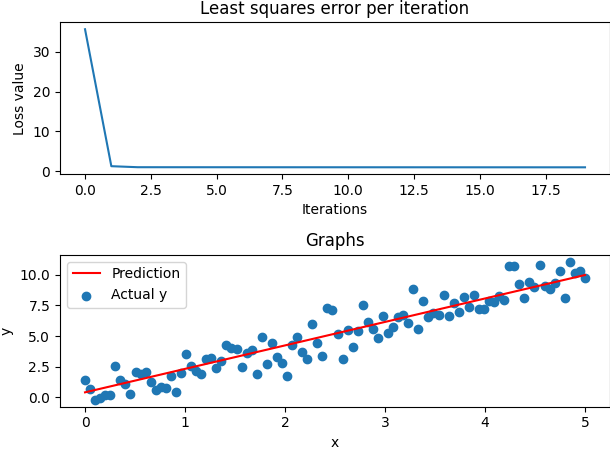 Least squares error per iteration
30
20
10
0
Loss value
0.0 2.5 5.0 7.5 10.0 12.5 15.0 17.5
Iterations
Graphs
10.0
7.5
5.0
2.5
0.0
y
Prediction
Actual y
0 1 2 3 4 5
x